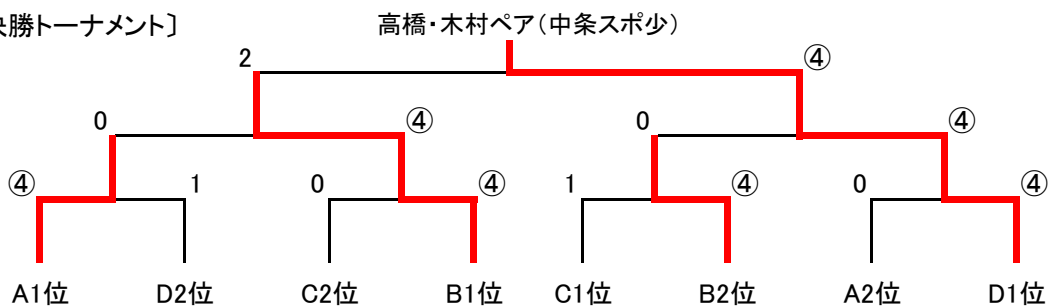 決勝トーナメント］
高橋・木村ペア（中条スポ少）
2 ④
0 ④ 0 ④
④ 1 0 ④ 1 ④ 0 ④
A1位 D2位 C2位 B1位 C1位 B2位 A2位 D1位